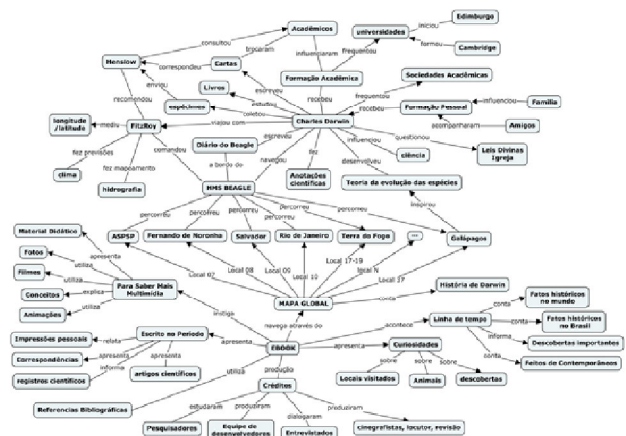 Edimburgo
Acadêmicos
universidades
iniciou
consultou
trocaram
influenciaram
frequentou
formou
Cambridge
Henslow
correspondeu
Cartas
Formação Acadêmica
Sociedades Acadêmicas
enviou
escreveu
Livros
recebeu
frequentou
espécimes
estudou
coletou
recebeu
Formação Pessoal
influenciou
Família
recomendou
longitude
/latitude
mediu
FitzRoy
viajou com
Charles Darwin
acompanharam
Amigos
escreveu
questionou
Diário do Beagle
influenciou
Leis Divinas
Igreja
fez previsões
comandou
a bordo do
navegou
fez
desenvolveu
ciência
fez mapeamento
clima
hidrografia
Anotações
científicas
Teoria da evolução das espécies
HMS BEAGLE
inspirou
percorreu
percorreu
percorreu
percorreu
percorreu
percorreu
Material Didático
ASPSP
Fernando de Noronha
Salvador
Rio de Janeiro
Terra do Fogo
...
Galápagos
Fotos
apresenta
utiliza
Filmes
utiliza
Para Saber Mais
Multimídia
Local 07
Local 08
Local 09
Local 10
Local 17-19
Local N
Conceitos
explica
Animações
utiliza
MAPA GLOBAL
conta
História de Darwin
instiga
navega através do
Linha de tempo
conta
Fatos históricos
no mundo
Impressões pessoais
relata
Escrito no Período
acontece
conta
Fatos históricos
no Brasil
apresenta
EBOOK
apresenta
Curiosidades
informa
Descobertas importantes
Correspondências
apresenta
informa
apresenta
conta
Feitos de Contemporâneos
registros científicos
artigos científicos
utiliza
produção
sobre
sobre
sobre
Locais visitados
Animais
descobertas
Créditos
Referencias Bibliográficas
estudaram
produziram
dialogaram
produziram
Pesquisadores
Equipe de
desenvolvedores
Entrevistados
cinegrafistas, locutor, revisão